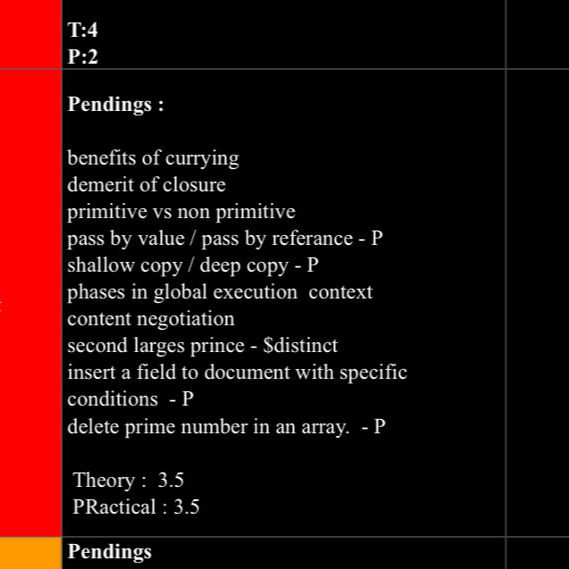 T:4
P:2
Pendings :
benefits of currying
demerit of closure
primitive vs non primitive
pass by value / pass by referance - P
shallow copy / deep copy - P
phases in global execution  context
content negotiation
second larges prince - $distinct
insert a field to document with specific
conditions  - P
delete prime number in an array.  - P
Theory :  3.5
PRactical : 3.5
Pendings